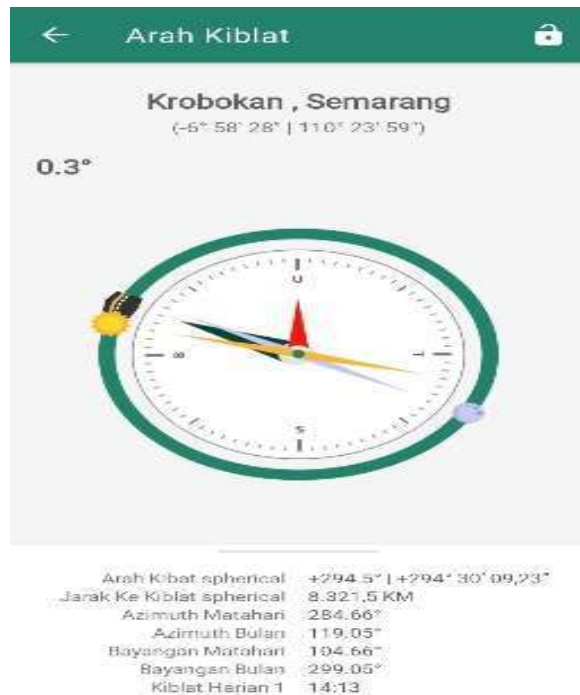 Arah Kiblat
Krobokan , Semarang
(-6° 58' 28" | 110° 23' 59")
0.3°
U
B
T
S
Arah Kibat spherical +294.5° | +294° 30' 09,23"
Jarak Ke Kiblat spherical 8.321,5 KM
Azimuth Matahari 284.66°
Azimuth Bulan 119.05°
Bayangan Matahari 104.66°
Bayangan Bulan 299.05°
Kiblat Harian 1 14:13